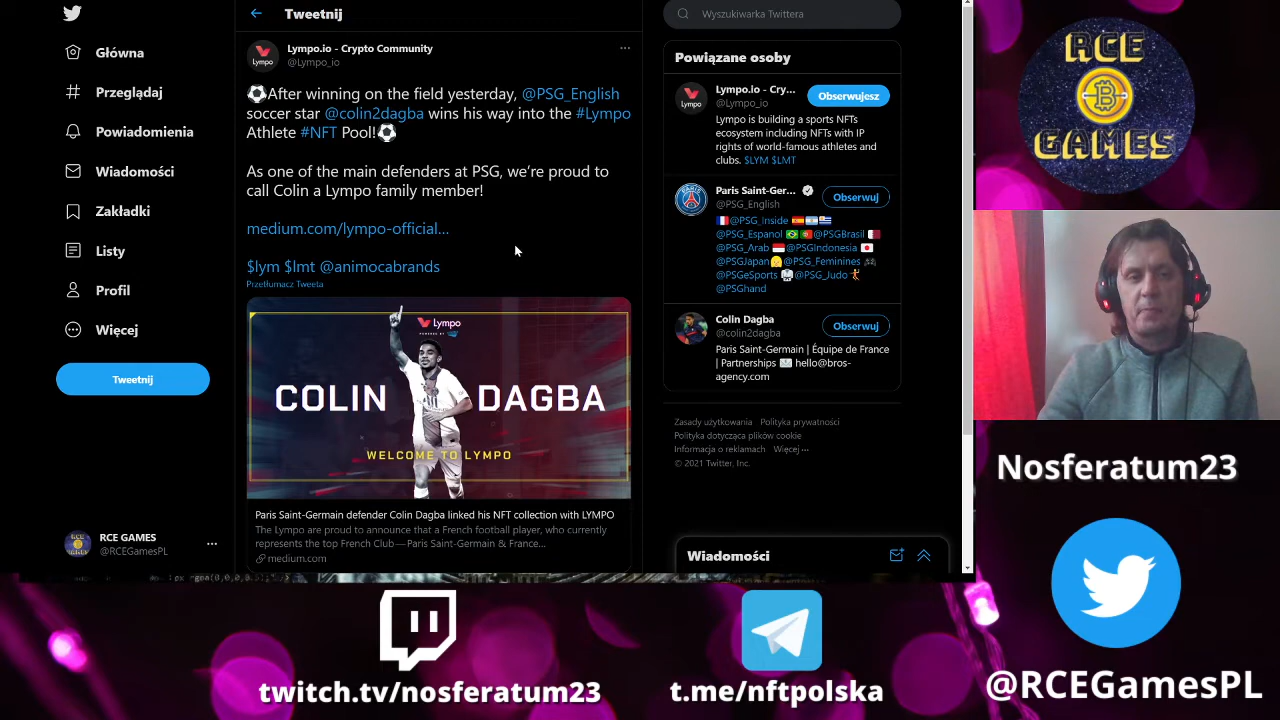 Tweetnij
Główna
Przeglądaj
Powiadomienia
Wiadomości
Zakładki
Listy
Profil
Więcej
Tweetnij
RCE GAMES
@RCEGamesPL
Lympo
Lympo.io - Crypto Community
@Lympo_io
After winning on the field yesterday, @PSG_English
soccer star @colin2dagba wins his way into the #Lympo
Athlete #NFT Pool!
As one of the main defenders at PSG, we're proud to
call Colin a Lympo family member!
medium.com/lympo-official...
$lym $lmt @animocabrands
Przetłumacz Tweeta
Lympo
COLIN DAGBA
WELCOME TO LYMPO
Paris Saint-Germain defender Colin Dagba linked his NFT collection with LYMPO
The Lympo are proud to announce that a French football player, who currently
represents the top French Club — Paris Saint-Germain & France...
medium.com
Wyszukiwarka Twittera
Powiązane osoby
Lympo
Lympo.io - Cry...
@Lympo_io
Obserwujesz
Lympo is building a sports NFTs
ecosystem including NFTs with IP
rights of world-famous athletes and
clubs. $LYM $LMT
Paris Saint-Ger...
@PSG_English
Obserwuj
@PSG_Inside
@PSG_Espanol @PSGBrasil
@PSG_Arab @PSGIndonesia
@PSGJapan @PSG_Feminines
@PSGeSports @PSG_Judo
@PSGhand
Colin Dagba
@colin2dagba
Obserwuj
Paris Saint-Germain | Équipe de France
| Partnerships hello@bros-
agency.com
Zasady użytkowania Polityka prywatności
Polityka dotycząca plików cookie
Informacja o reklamach Więcej ...
© 2021 Twitter, Inc.
Wiadomości
RCE
GAMES
Nosferatum23
@RCEGamesPL
twitch.tv/nosferatum23
t.me/nftpolska